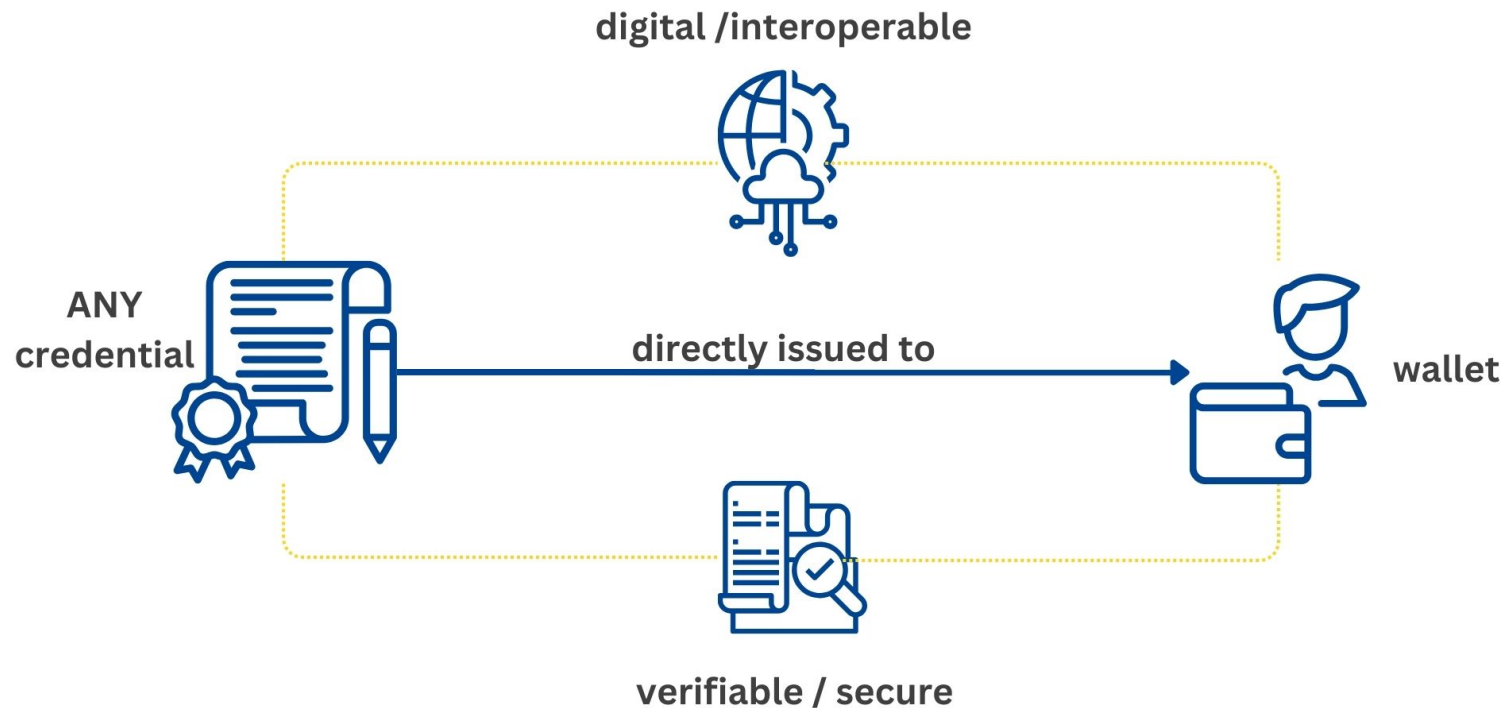 digital /interoperable
ANY
credential
directly issued to
wallet
verifiable / secure